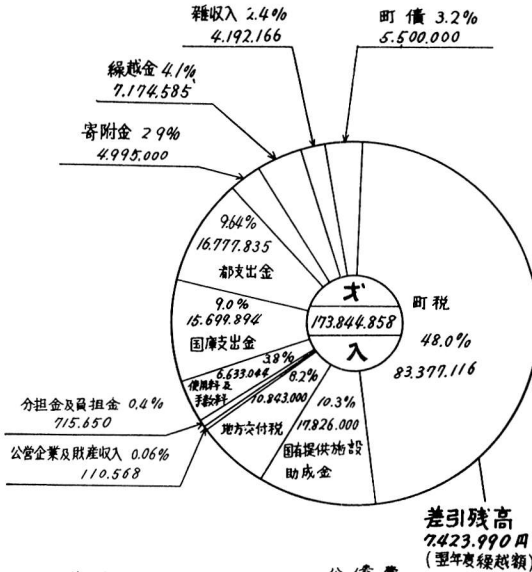 雑収入 2.4%
4.192.166
町債 3.2%
5.500.000
繰越金 4.1%
7.174.585
寄附金 2 9%
4.995.000
9.64%
16.777.835
都支出金
9.0%
15.699.894
国庫支出金
3.8%
6.633.044
使用料及
手数料
分担金及負担金 0.4%
715.650
公営企業及財産収入 0.06%
110.568
6.2%
10.843.000
地方交付税
10.3%
17.826.000
国有提供施設
助成金
町税
48.0%
83.377.116
才
173.844.858
入
差引残高
7.423.990円
(翌年度繰越額)
公債費